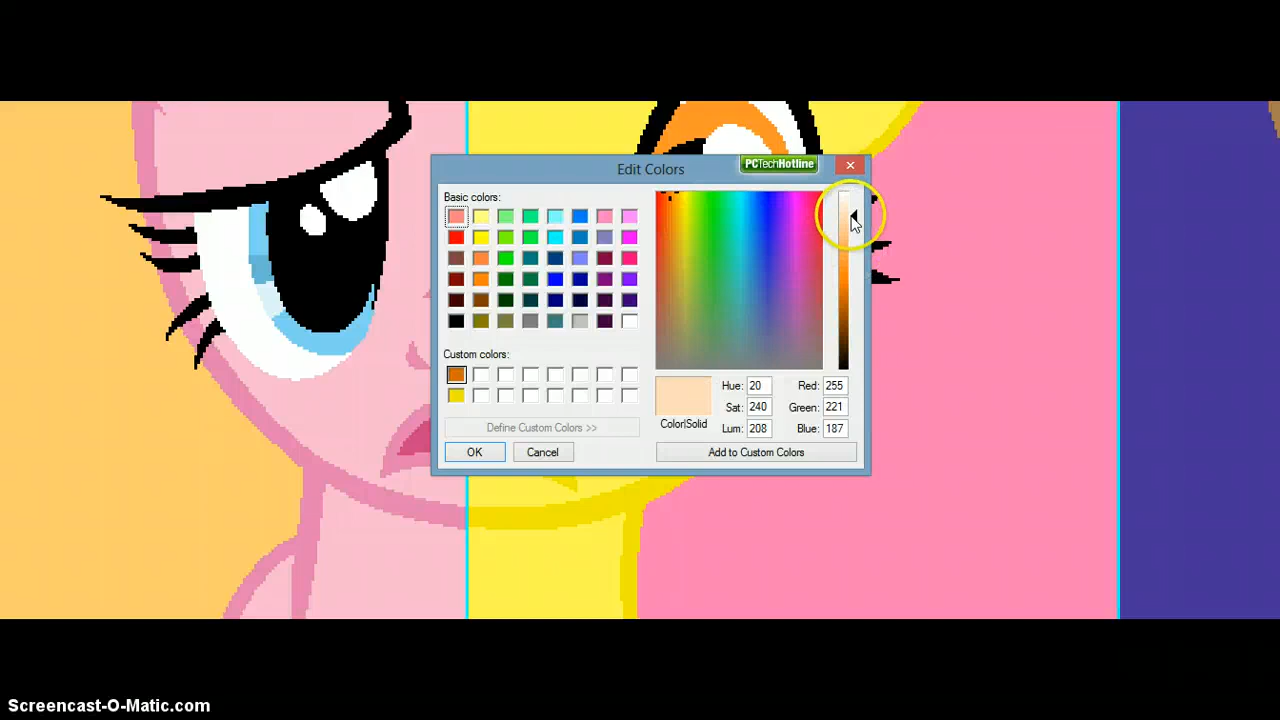 Edit Colors
PCTechHotline
Basic colors:
Custom colors:
Define Custom Colors >>
OK
Cancel
Color|Solid
Hue: 20
Sat: 240
Lum: 208
Red: 255
Green: 221
Blue: 187
Add to Custom Colors
Screencast-O-Matic.com